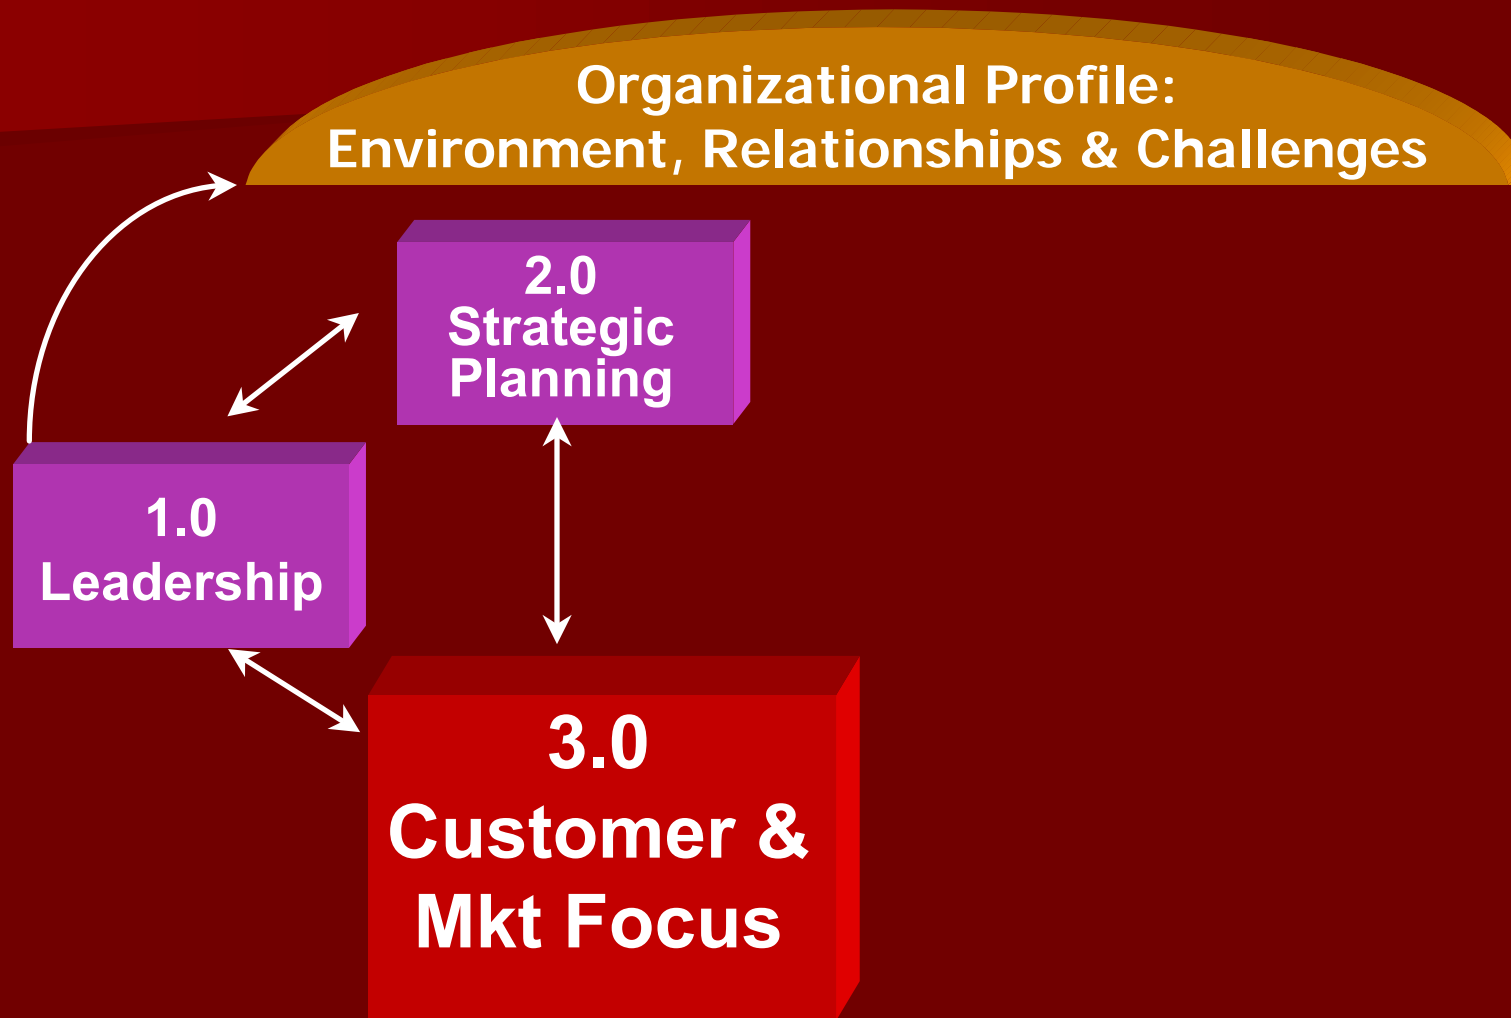 Organizational Profile:
Environment, Relationships & Challenges
2.0
Strategic
Planning
1.0
Leadership
3.0
Customer &
Mkt Focus